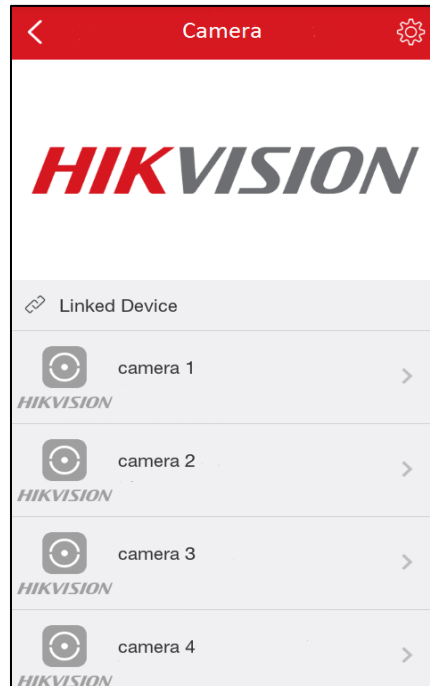 Camera
HIKVISION
Linked Device
camera 1
HIKVISION
camera 2
HIKVISION
camera 3
HIKVISION
camera 4
HIKVISION